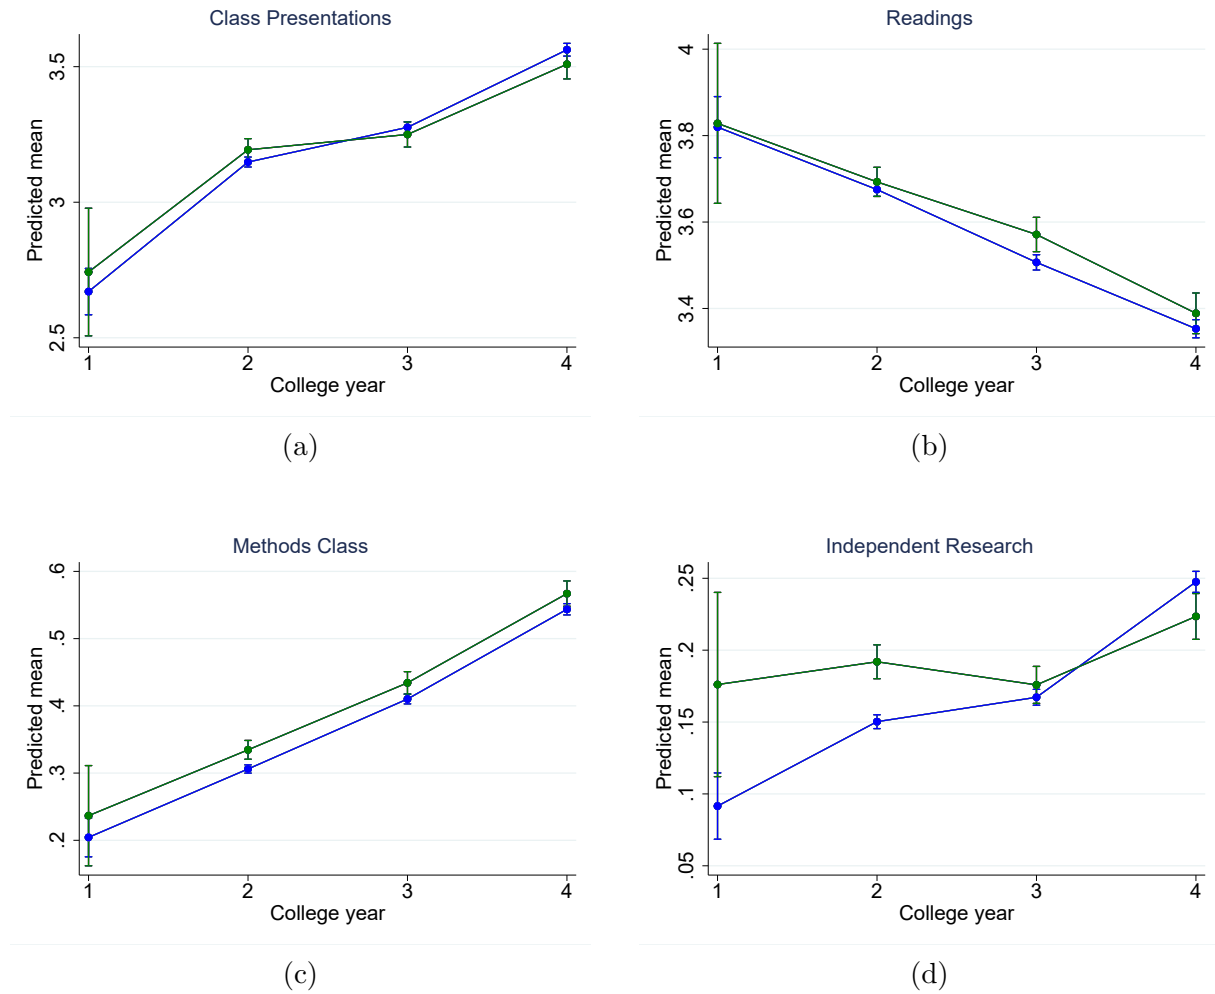 Class Presentations
Predicted mean
3.5
3
2.5
1 2 3 4
College year
(a)
Readings
Predicted mean
4
3.8
3.6
3.4
1 2 3 4
College year
(b)
Methods Class
Predicted mean
.6
.5
.4
.3
.2
1 2 3 4
College year
(c)
Independent Research
Predicted mean
.25
.2
.15
.1
.05
1 2 3 4
College year
(d)